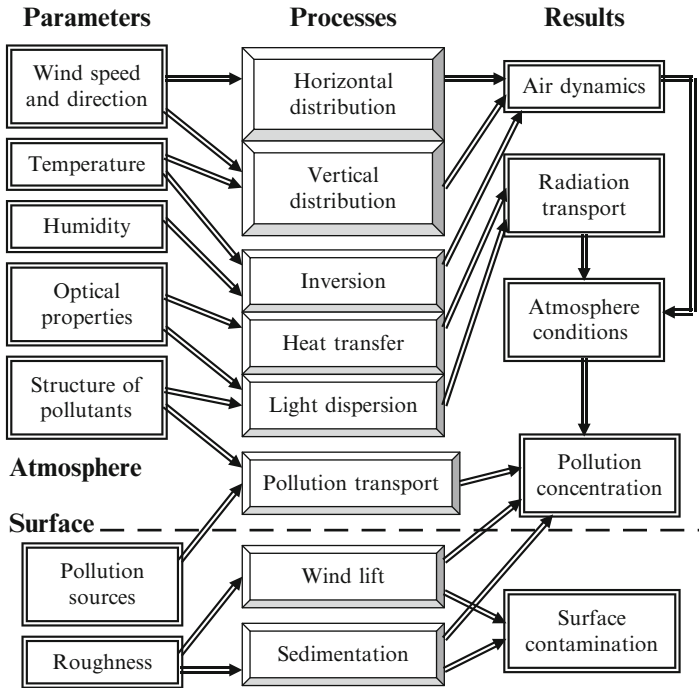 Parameters
Processes
Results
Wind speed
and direction
Horizontal
distribution
Air dynamics
Temperature
Vertical
distribution
Radiation
transport
Humidity
Inversion
Optical
properties
Heat transfer
Atmosphere
conditions
Structure of
pollutants
Light dispersion
Atmosphere
Pollution transport
Pollution
concentration
Surface
Pollution
sources
Wind lift
Surface
contamination
Roughness
Sedimentation